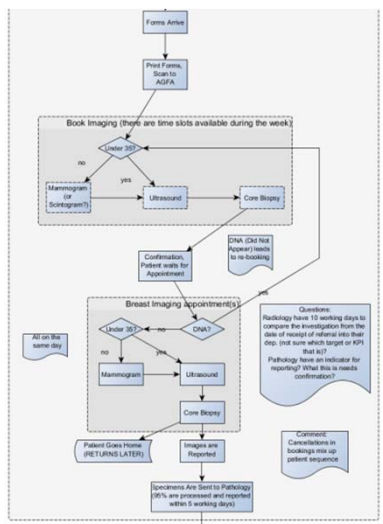 Forms Arrive
Print Forms,
Scan to
AGFA
Book Imaging (there are time slots available during the week)
Under 35?
no
yes
Mammogram
(or
Scintogram?)
Ultrasound
Core Biopsy
Confirmation,
Patient waits for
Appointment
DNA (Did Not
Appear) leads
to re-booking
yes
Breast Imaging appointment(s)
Under 35?
no
DNA?
no
yes
Mammogram
Ultrasound
Core Biopsy
All on the
same day
Questions:
Radiology have 10 working days to
compare the investigation from the
date of receipt of referral into their
dep. (not sure which target or KPI
that is)?
Pathology have an indicator for
reporting? What this is needs
confirmation?
Patient Goes Home
(RETURNS LATER)
Images are
Reported
Comment:
Cancellations in
bookings mix up
patient sequence
Specimens Are Sent to Pathology
(95% are processed and reported
within 5 working days)